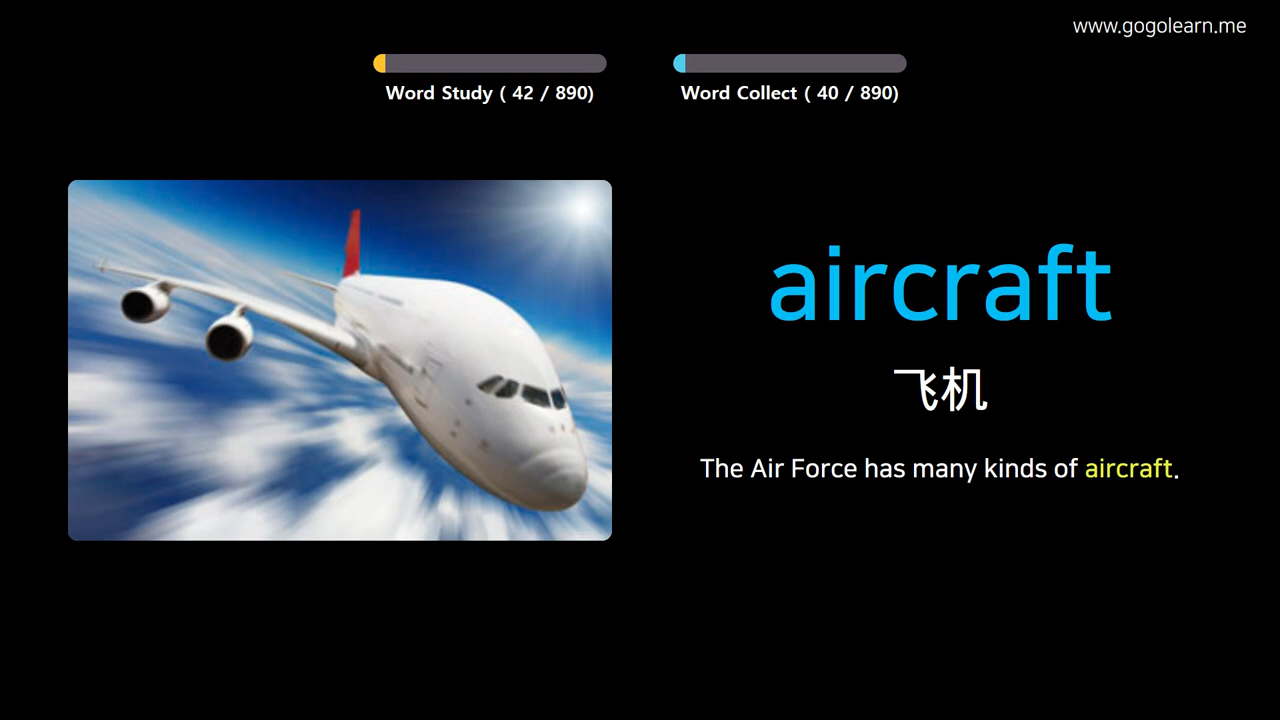 www.gogolearn.me
Word Study ( 42 / 890)
Word Collect ( 40 / 890)
aircraft
飞机
The Air Force has many kinds of aircraft.